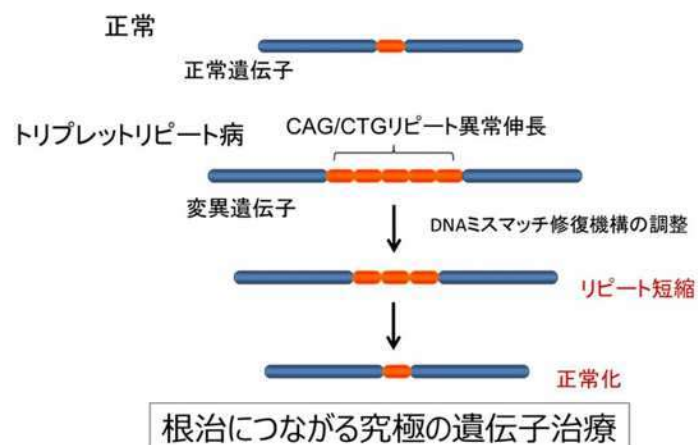 正常
正常遺伝子
トリプレットリピート病
CAG/CTGリピート異常伸長
変異遺伝子
DNAミスマッチ修復機構の調整
リピート短縮
正常化
根治につながる究極の遺伝子治療